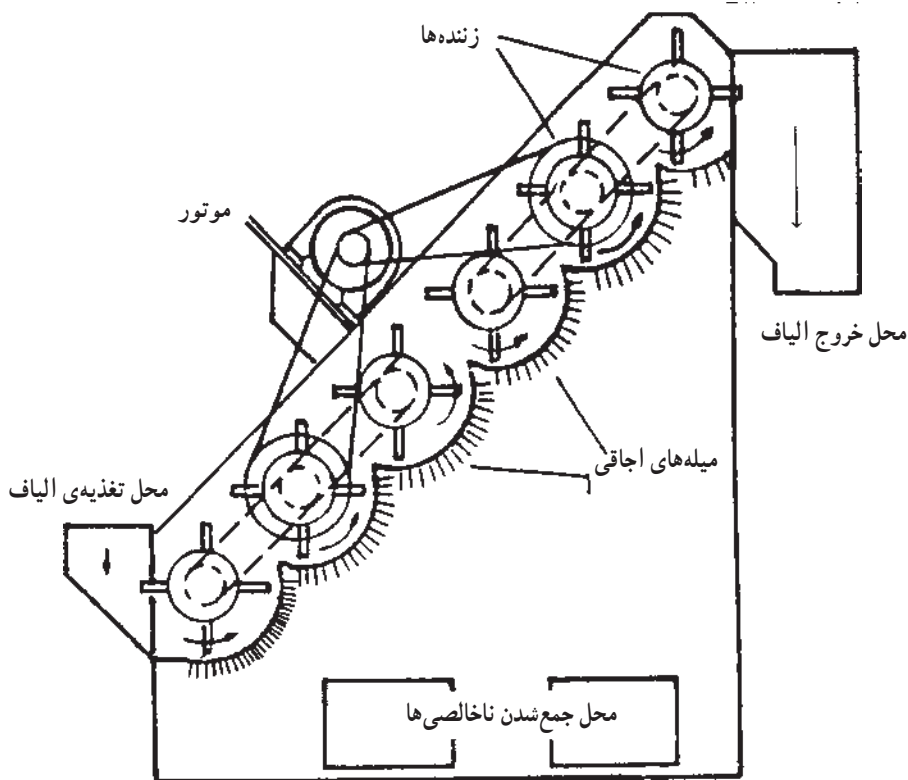 زننده‌ها
موتور
محل خروج الیاف
میله‌های اجاقی
محل تغذیه‌ی الیاف
محل جمع‌شدن ناخالصی‌ها